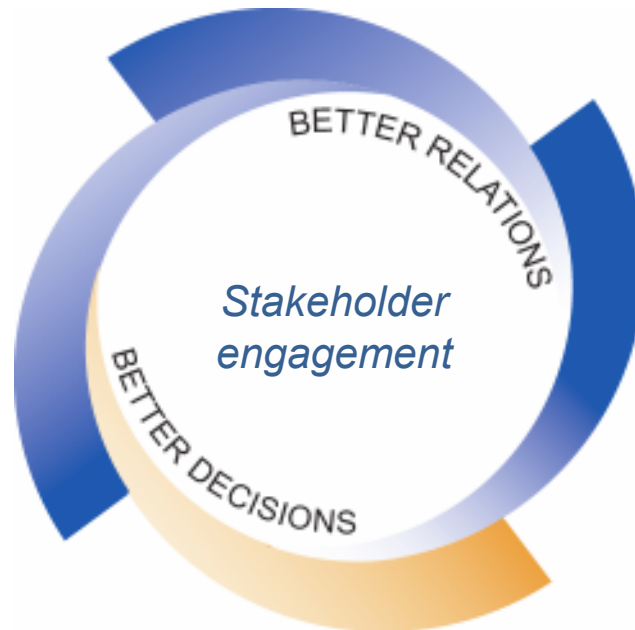 BETTER RELATIONS
Stakeholder
engagement
BETTER DECISIONS